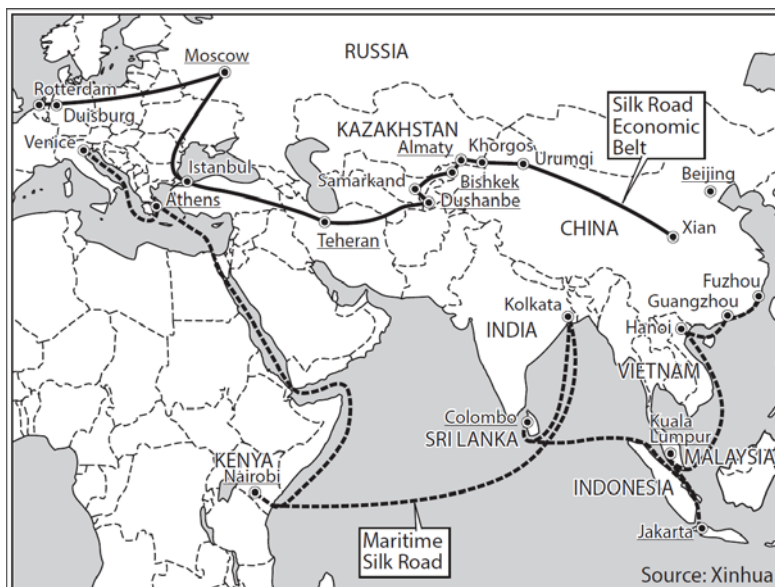 Moscow
RUSSIA
Rotterdam
Duisburg
Venice
Istanbul
Athens
KAZAKHSTAN
Almaty
Khorgos
Urumqi
Silk Road
Economic
Belt
Beijing
Samarkand
Bishkek
Dushanbe
Teheran
CHINA
Xian
Fuzhou
Guangzhou
Kolkata
Hanoi
INDIA
VIETNAM
Colombo
SRI LANKA
Kuala
Lumpur
MALAYSIA
KENYA
Nairobi
INDONESIA
Maritime
Silk Road
Jakarta
Source: Xinhua